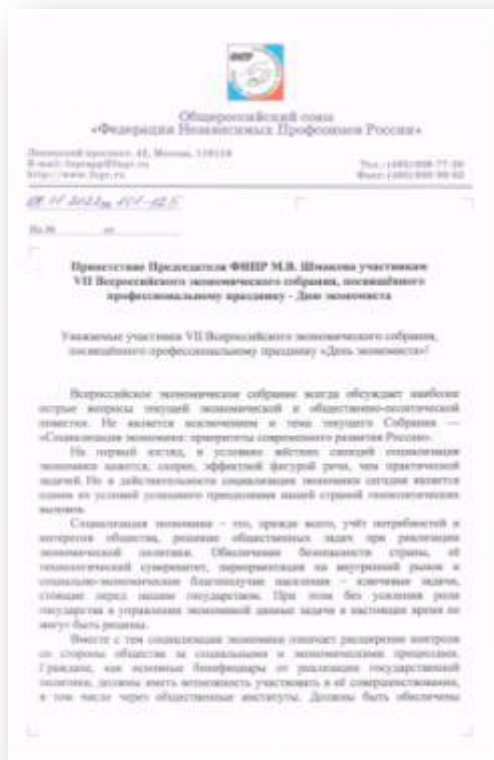 ФНПР
Общероссийский союз
«Федерация Независимых Профсоюзов России»
Ленинский проспект, 42, Москва, 119119
http://www.fnpr.ru
На № от
Приветствие Председателя ФНПР М.В. Шмакова участникам
VII Всероссийского экономического собрания, посвящённого
профессиональному празднику - Дню экономиста
Уважаемые участники VII Всероссийского экономического собрания,
посвящённого профессиональному празднику «День экономиста»!
Всероссийское экономическое собрание всегда обсуждает наиболее
острые вопросы текущей экономической и общественно-политической
повестки. Не является исключением и тема текущего Собрания —
«Социализация экономики: приоритеты современного развития России».
На первый взгляд, в условиях жёстких санкций социализация
экономики кажется, скорее, эффектной фигурой речи, чем практической
задачей. Но в действительности социализация экономики сегодня является
одним из условий успешного преодоления нашей страной геополитических
вызовов.
Социализация экономики – это, прежде всего, учёт потребностей и
интересов общества, решение общественных задач при реализации
экономической политики. Обеспечение безопасности страны, её
технологический суверенитет, переориентация на внутренний рынок и
социально-экономическое благополучие населения – ключевые задачи,
стоящие перед нашим государством. При этом без усиления роли
государства в управлении экономикой данные задачи в настоящее время не
могут быть решены.
Вместе с тем социализация экономики означает расширение контроля
со стороны общества за социальными и экономическими процессами.
Граждане, как основные бенефициары от реализации государственной
политики, должны иметь возможность участвовать в её совершенствовании,
в том числе через общественные институты. Должны быть обеспечены